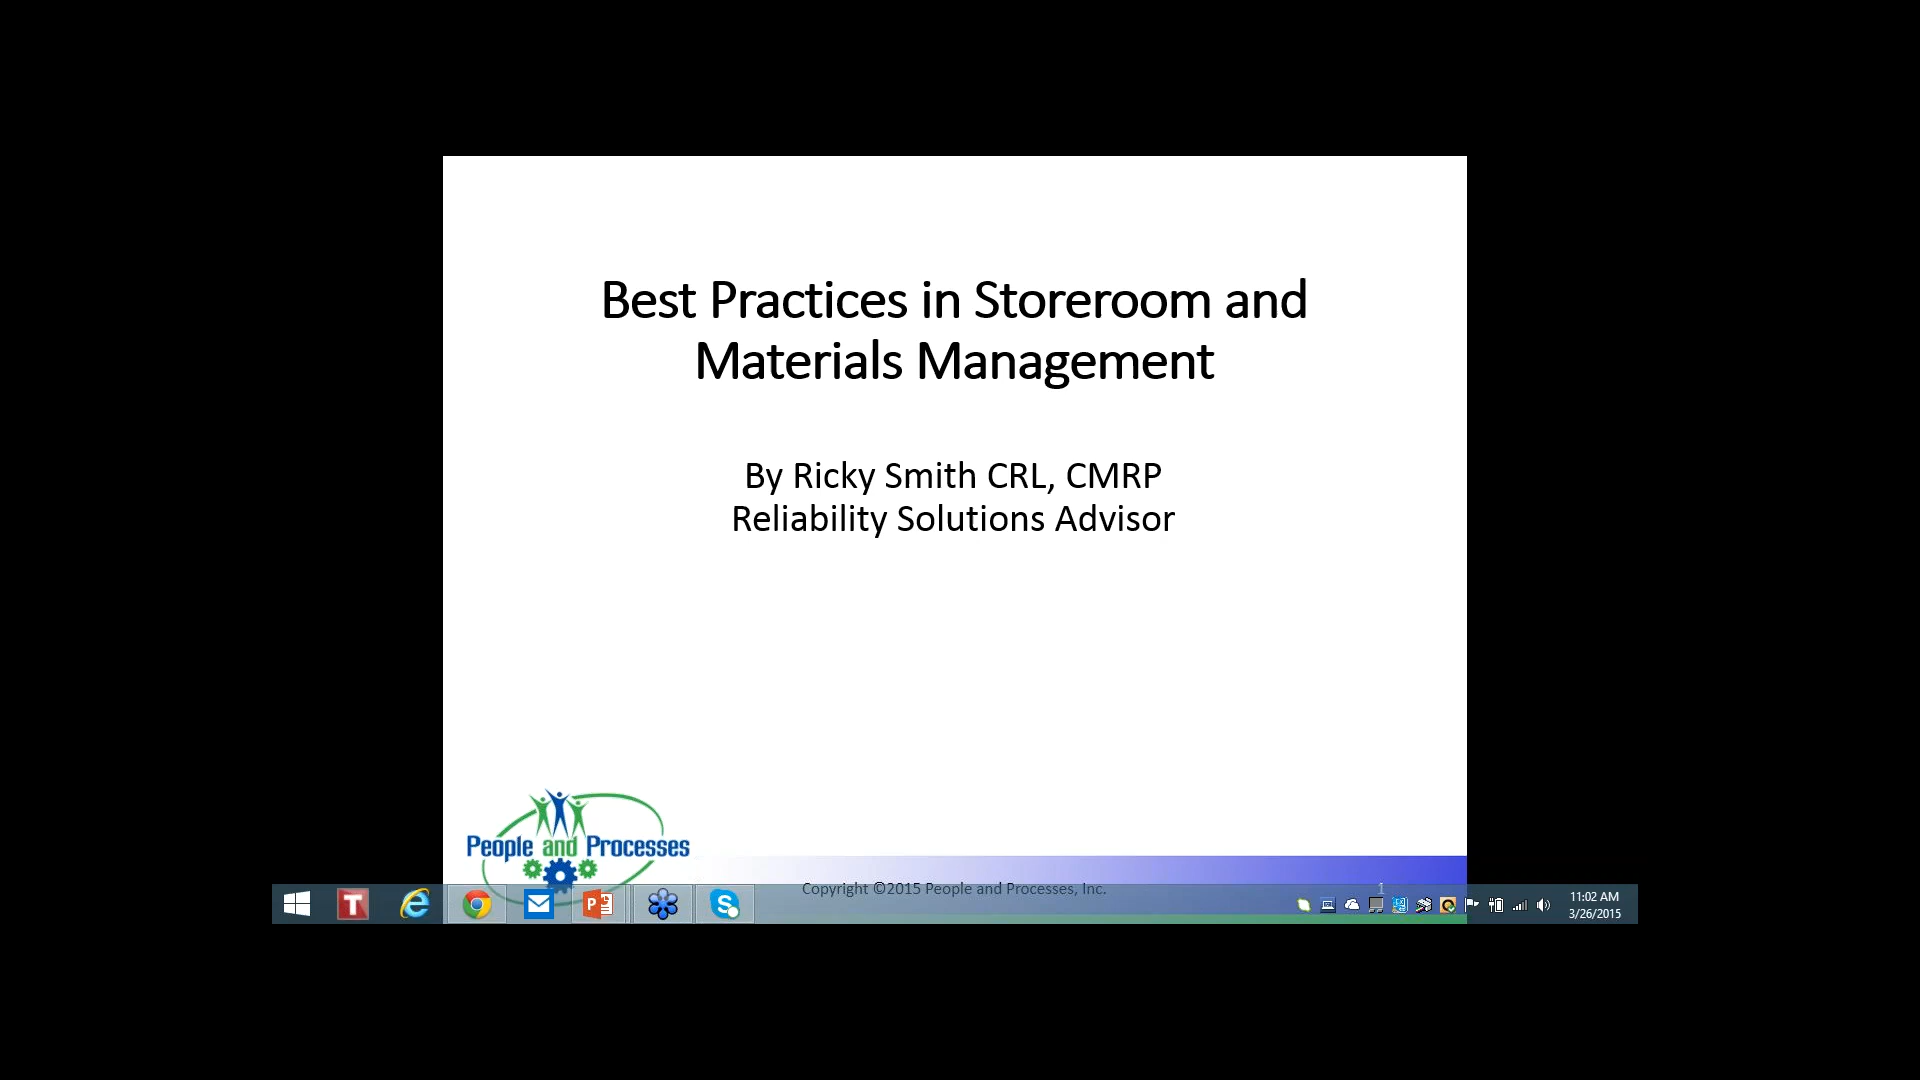 Best Practices in Storeroom and
Materials Management
By Ricky Smith CRL, CMRP
Reliability Solutions Advisor
People and Processes
Copyright ©2015 People and Processes, Inc.
1
11:02 AM
3/26/2015